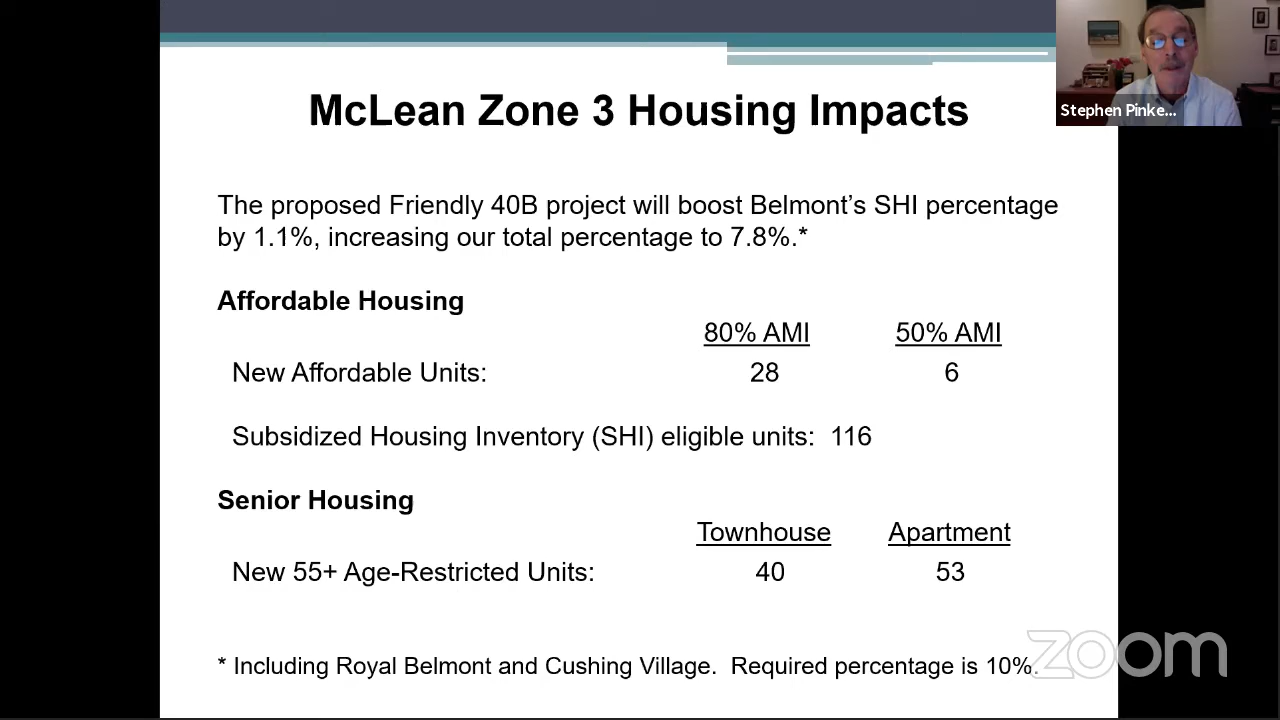 McLean Zone 3 Housing Impacts
Stephen Pinke...
The proposed Friendly 40B project will boost Belmont's SHI percentage
by 1.1%, increasing our total percentage to 7.8%.*
Affordable Housing
80% AMI 50% AMI
New Affordable Units: 28 6
Subsidized Housing Inventory (SHI) eligible units: 116
Senior Housing
Townhouse Apartment
New 55+ Age-Restricted Units: 40 53
* Including Royal Belmont and Cushing Village. Required percentage is 10%.
zoom